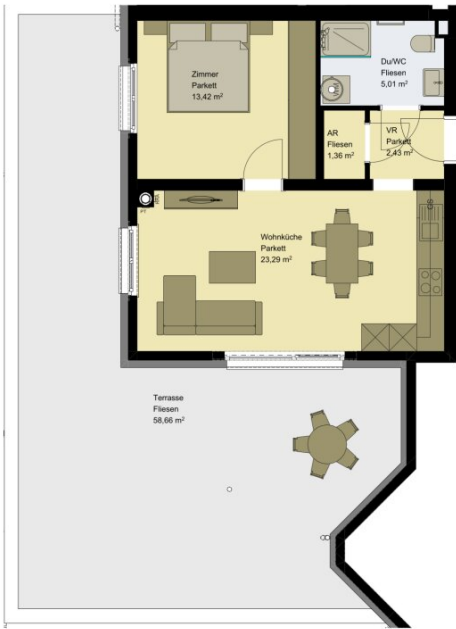 Zimmer
Parkett
13,42 m²
Du/WC
Fliesen
5,01 m²
AR
Fliesen
1,36 m²
VR
Parkett
2,43 m²
Wohnküche
Parkett
23,29 m²
Terrasse
Fliesen
58,66 m²